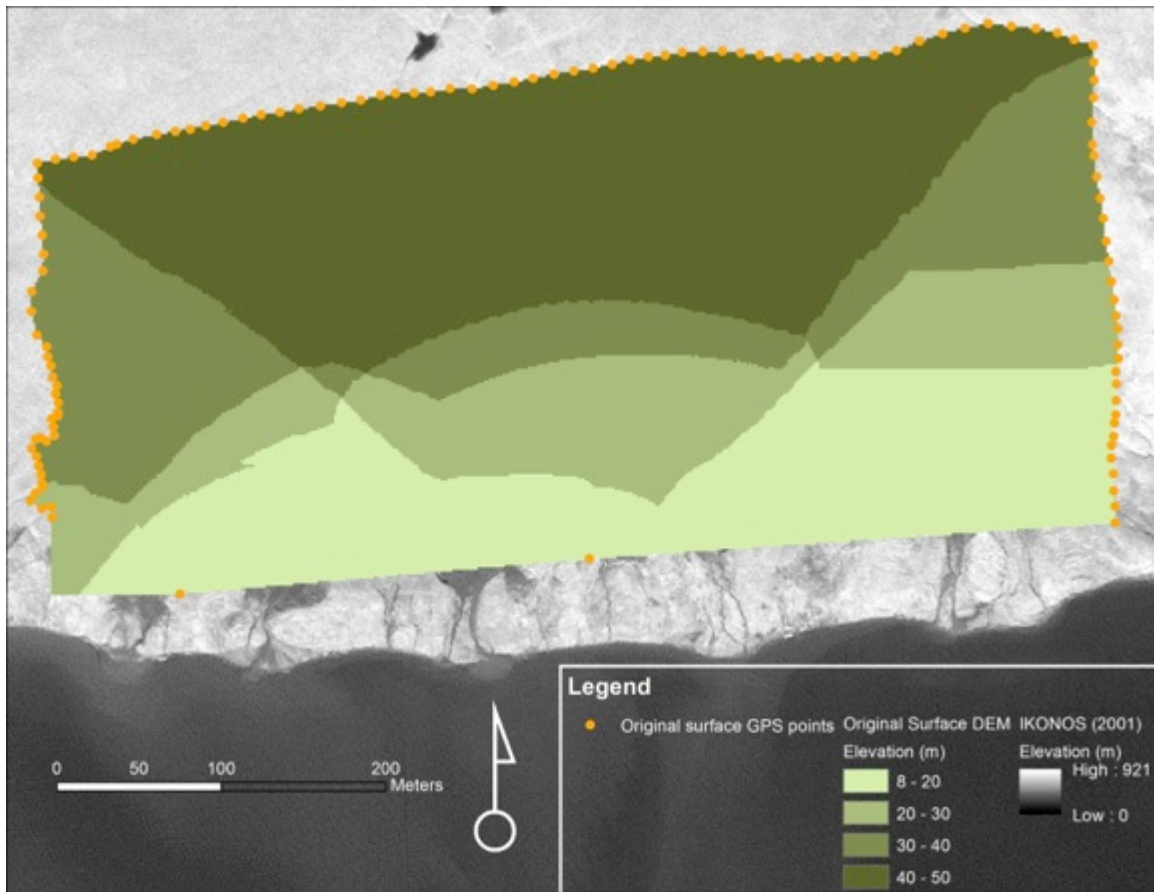 0 50 100 200
Meters
Legend
Original surface GPS points
Original Surface DEM
Elevation (m)
8 - 20
20 - 30
30 - 40
40 - 50
IKONOS (2001)
Elevation (m)
High : 921
Low : 0